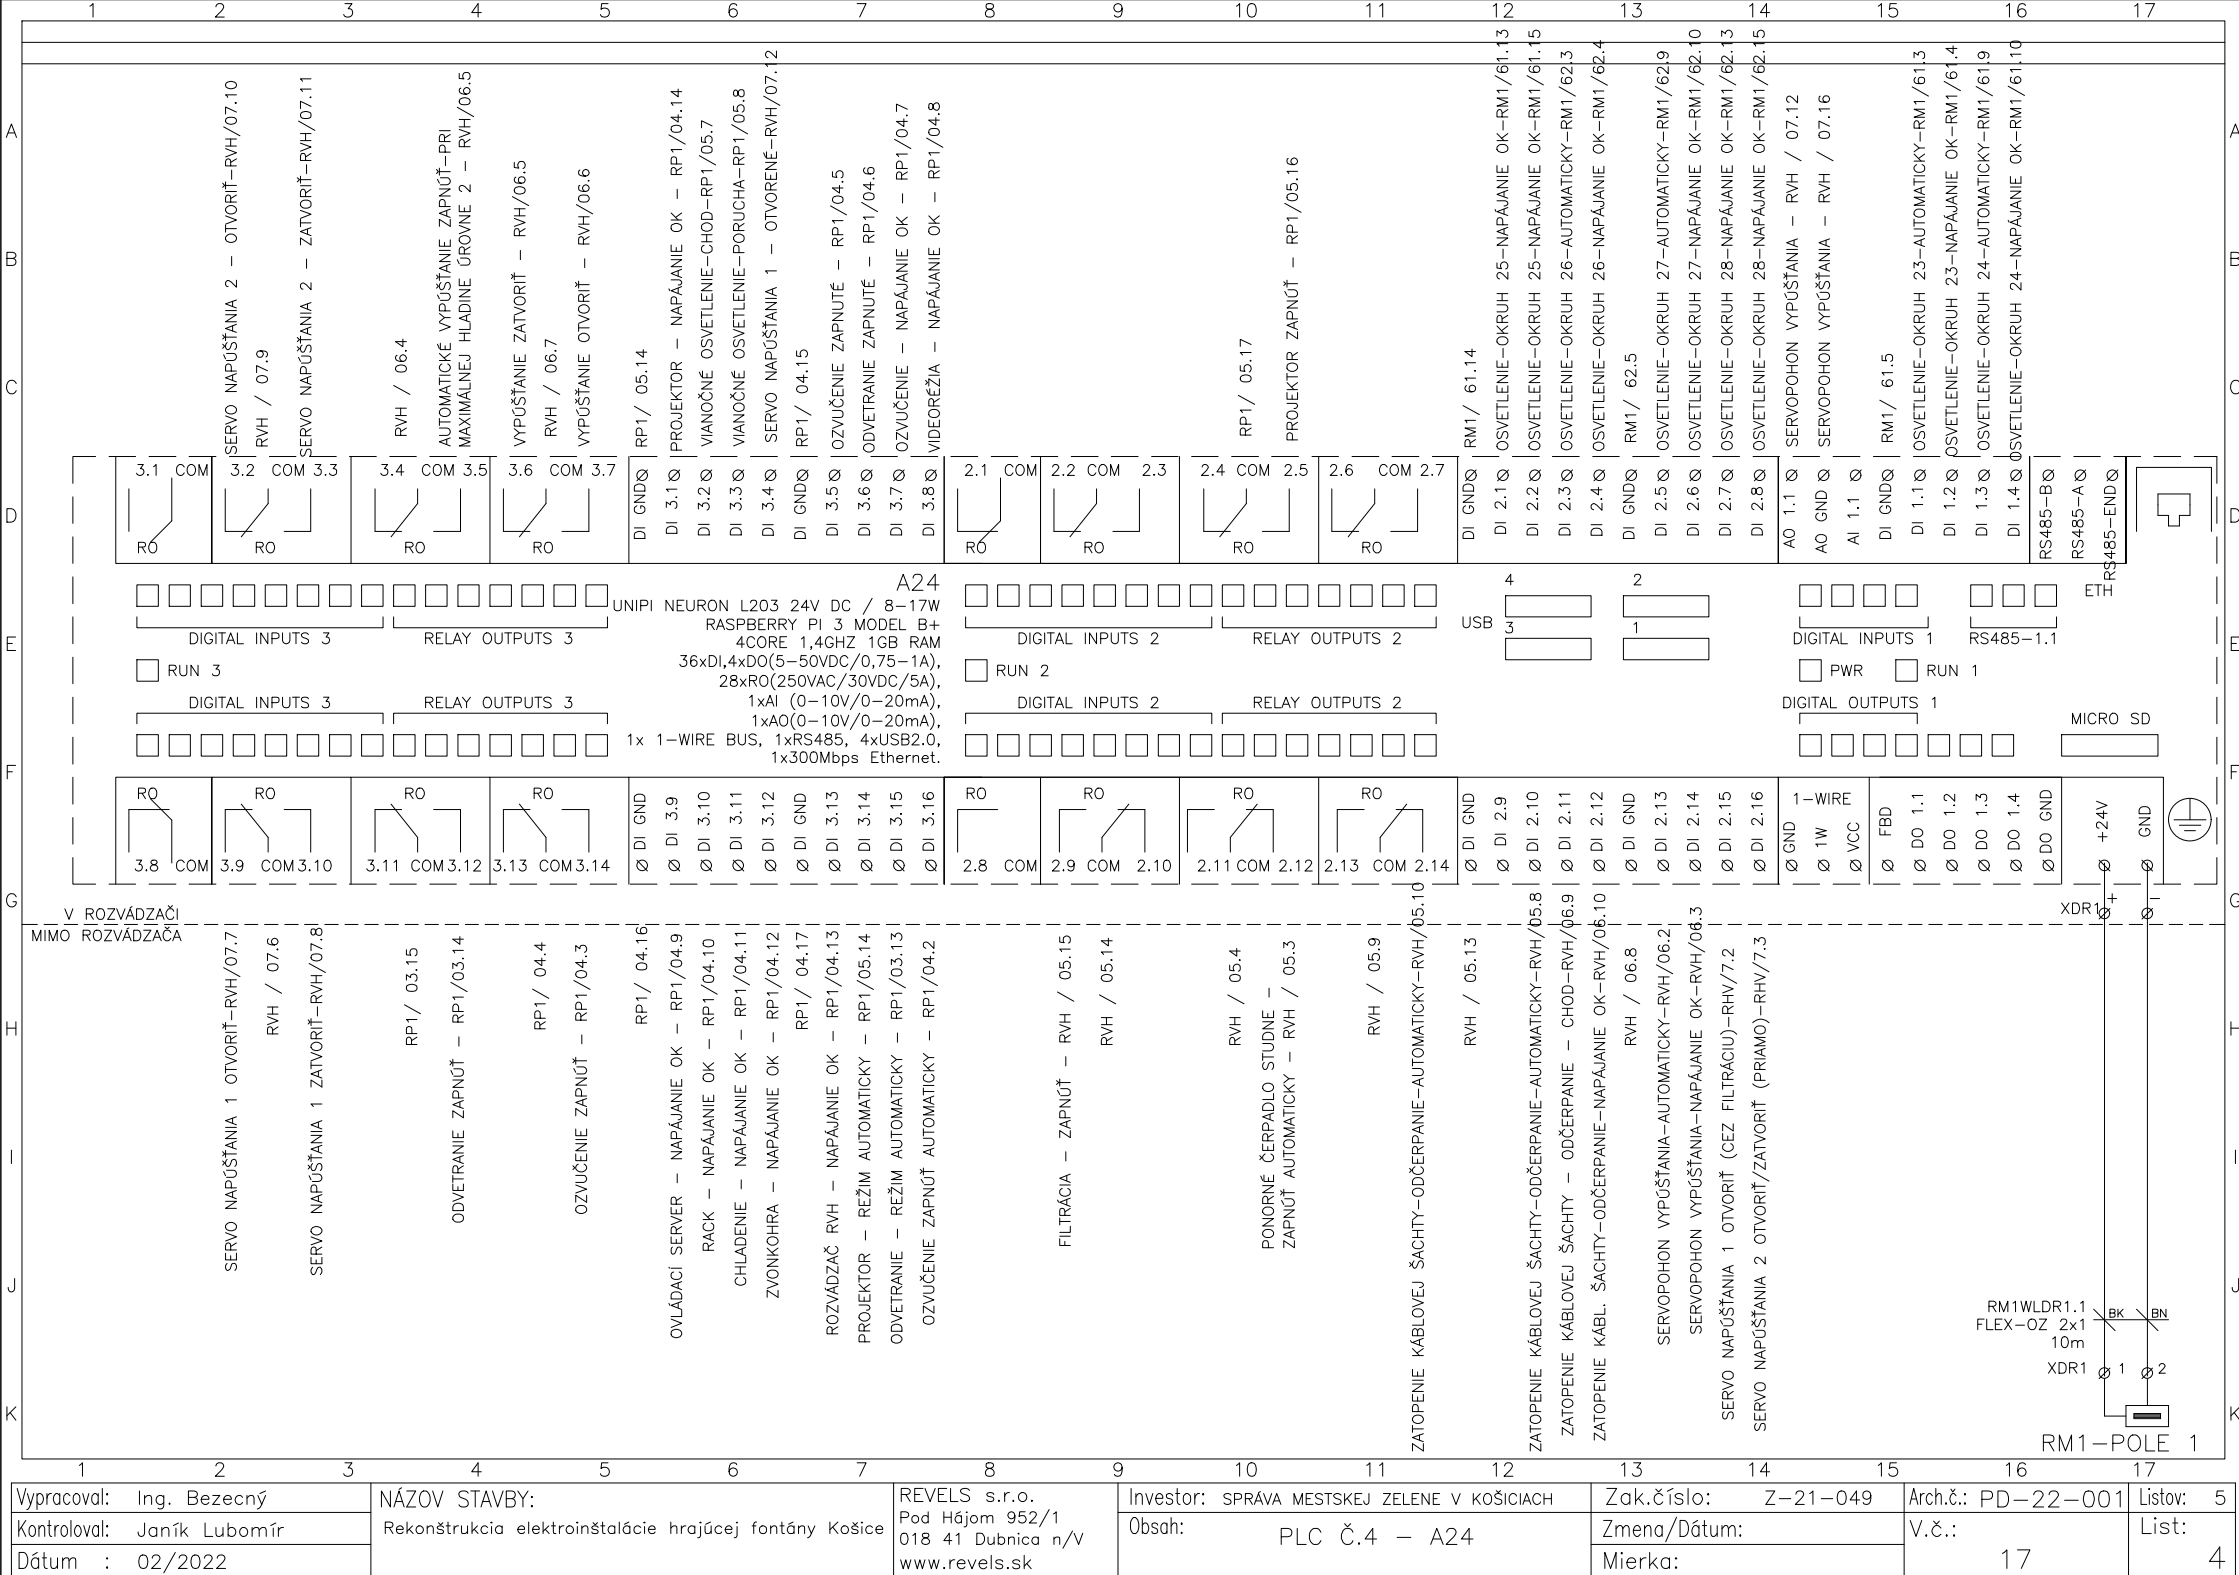 1 2 3 4 5 6 7 8 9 10 11 12 13 14 15 16 17
A
B
C
D
E
F
G
H
I
J
K
SERVO NAPÚŠŤANIA 2 - OTVORIŤ-RVH/07.10
RVH / 07.9
SERVO NAPÚŠŤANIA 2 - ZATVORIŤ-RVH/07.11
RVH / 06.4
AUTOMATICKÉ VYPÚŠŤANIE ZAPNÚŤ-PRI
MAXIMÁLNEJ HLADINE ÚROVNE 2 - RVH/06.5
VYPÚŠŤANIE ZATVORIŤ - RVH/06.5
RVH / 06.7
VYPÚŠŤANIE OTVORIŤ - RVH/06.6
RP1/ 05.14
PROJEKTOR - NAPÁJANIE OK - RP1/04.14
VIANOČNÉ OSVETLENIE-CHOD-RP1/05.7
VIANOČNÉ OSVETLENIE-PORUCHA-RP1/05.8
SERVO NAPÚŠŤANIA 1 - OTVORENÉ-RVH/07.12
RP1/ 04.15
OZVUČENIE ZAPNUTÉ - RP1/04.5
ODVETRANIE ZAPNUTÉ - RP1/04.6
OZVUČENIE - NAPÁJANIE OK - RP1/04.7
VIDEORÉŽIA - NAPÁJANIE OK - RP1/04.8
RP1/ 05.17
PROJEKTOR ZAPNÚŤ - RP1/05.16
RM1/ 61.14
OSVETLENIE-OKRUH 25-NAPÁJANIE OK-RM1/61.13
OSVETLENIE-OKRUH 25-NAPÁJANIE OK-RM1/61.15
OSVETLENIE-OKRUH 26-AUTOMATICKY-RM1/62.3
OSVETLENIE-OKRUH 26-NAPÁJANIE OK-RM1/62.4
RM1/ 62.5
OSVETLENIE-OKRUH 27-AUTOMATICKY-RM1/62.9
OSVETLENIE-OKRUH 27-NAPÁJANIE OK-RM1/62.10
OSVETLENIE-OKRUH 28-NAPÁJANIE OK-RM1/62.13
OSVETLENIE-OKRUH 28-NAPÁJANIE OK-RM1/62.15
SERVOPOHON VYPÚŠŤANIA - RVH / 07.12
SERVOPOHON VYPÚŠŤANIA - RVH / 07.16
RM1/ 61.5
OSVETLENIE-OKRUH 23-AUTOMATICKY-RM1/61.3
OSVETLENIE-OKRUH 23-NAPÁJANIE OK-RM1/61.4
OSVETLENIE-OKRUH 24-AUTOMATICKY-RM1/61.9
OSVETLENIE-OKRUH 24-NAPÁJANIE OK-RM1/61.10
3.1 COM 3.2 COM 3.3 3.4 COM 3.5 3.6 COM 3.7
RO RO RO RO
DI GND
DI 3.1
DI 3.2
DI 3.3
DI 3.4
DI GND
DI 3.5
DI 3.6
DI 3.7
DI 3.8
2.1 COM 2.2 COM 2.3 2.4 COM 2.5 2.6 COM 2.7
RO RO RO RO
DI GND
DI 2.1
DI 2.2
DI 2.3
DI 2.4
DI GND
DI 2.5
DI 2.6
DI 2.7
DI 2.8
AO 1.1
AO GND
AI 1.1
DI GND
DI 1.1
DI 1.2
DI 1.3
DI 1.4
RS485-B
RS485-A
RS485-END
ETH
DIGITAL INPUTS 3 RELAY OUTPUTS 3
RUN 3
DIGITAL INPUTS 3 RELAY OUTPUTS 3
A24
UNIPI NEURON L203 24V DC / 8-17W
RASPBERRY PI 3 MODEL B+
4CORE 1,4GHZ 1GB RAM
36xDI,4xDO(5-50VDC/0,75-1A),
28xRO(250VAC/30VDC/5A),
1xAI (0-10V/0-20mA),
1xAO(0-10V/0-20mA),
1x 1-WIRE BUS, 1xRS485, 4xUSB2.0,
1x300Mbps Ethernet.
DIGITAL INPUTS 2 RELAY OUTPUTS 2
RUN 2
DIGITAL INPUTS 2 RELAY OUTPUTS 2
USB
4 2
3 1
DIGITAL INPUTS 1 RS485-1.1
PWR RUN 1
DIGITAL OUTPUTS 1
MICRO SD
RO RO RO RO
3.8 COM 3.9 COM 3.10 3.11 COM 3.12 3.13 COM 3.14
DI GND
DI 3.9
DI 3.10
DI 3.11
DI 3.12
DI GND
DI 3.13
DI 3.14
DI 3.15
DI 3.16
RO RO RO RO
2.8 COM 2.9 COM 2.10 2.11 COM 2.12 2.13 COM 2.14
DI GND
DI 2.9
DI 2.10
DI 2.11
DI 2.12
DI GND
DI 2.13
DI 2.14
DI 2.15
DI 2.16
1-WIRE
GND
1W
VCC
FBD
DO 1.1
DO 1.2
DO 1.3
DO 1.4
DO GND
+24V
GND
V ROZVÁDZAČI
MIMO ROZVÁDZAČA
XDR1 + -
SERVO NAPÚŠŤANIA 1 OTVORIŤ-RVH/07.7
RVH / 07.6
SERVO NAPÚŠŤANIA 1 ZATVORIŤ-RVH/07.8
RP1/ 03.15
ODVETRANIE ZAPNÚŤ - RP1/03.14
RP1/ 04.4
OZVUČENIE ZAPNÚŤ - RP1/04.3
RP1/ 04.16
OVLÁDACÍ SERVER - NAPÁJANIE OK - RP1/04.9
RACK - NAPÁJANIE OK - RP1/04.10
CHLADENIE - NAPÁJANIE OK - RP1/04.11
ZVONKOHRA - NAPÁJANIE OK - RP1/04.12
RP1/ 04.17
ROZVÁDZAČ RVH - NAPÁJANIE OK - RP1/04.13
PROJEKTOR - REŽIM AUTOMATICKY - RP1/05.14
ODVETRANIE - REŽIM AUTOMATICKY - RP1/03.13
OZVUČENIE ZAPNÚŤ AUTOMATICKY - RP1/04.2
FILTRÁCIA - ZAPNÚŤ - RVH / 05.15
RVH / 05.14
RVH / 05.4
PONORNÉ ČERPADLO STUDNE -
ZAPNÚŤ AUTOMATICKY - RVH / 05.3
RVH / 05.9
ZATOPENIE KÁBLOVEJ ŠACHTY-ODČERPANIE-AUTOMATICKY-RVH/05.10
RVH / 05.13
ZATOPENIE KÁBLOVEJ ŠACHTY-ODČERPANIE-AUTOMATICKY-RVH/05.8
ZATOPENIE KÁBLOVEJ ŠACHTY - ODČERPANIE - CHOD-RVH/06.9
ZATOPENIE KÁBL. ŠACHTY-ODČERPANIE-NAPÁJANIE OK-RVH/06.10
RVH / 06.8
SERVOPOHON VYPÚŠŤANIA-AUTOMATICKY-RVH/06.2
SERVOPOHON VYPÚŠŤANIA-NAPÁJANIE OK-RVH/06.3
SERVO NAPÚŠŤANIA 1 OTVORIŤ (CEZ FILTRÁCIU)-RHV/7.2
SERVO NAPÚŠŤANIA 2 OTVORIŤ/ZATVORIŤ (PRIAMO)-RHV/7.3
RM1WLDR1.1 BK BN
FLEX-OZ 2x1
10m
XDR1 1 2
RM1-POLE 1
1 2 3 4 5 6 7 8 9 10 11 12 13 14 15 16 17
Vypracoval: Ing. Bezecný
Kontroloval: Janík Lubomír
Dátum : 02/2022
NÁZOV STAVBY:
Rekonštrukcia elektroinštalácie hrajúcej fontány Košice
REVELS s.r.o.
Pod Hájom 952/1
018 41 Dubnica n/V
www.revels.sk
Investor: SPRÁVA MESTSKEJ ZELENE V KOŠICIACH
Obsah: PLC Č.4 - A24
Zak.číslo: Z-21-049
Zmena/Dátum:
Mierka:
Arch.č.: PD-22-001
V.č.: 17
Listov: 5
List: 4